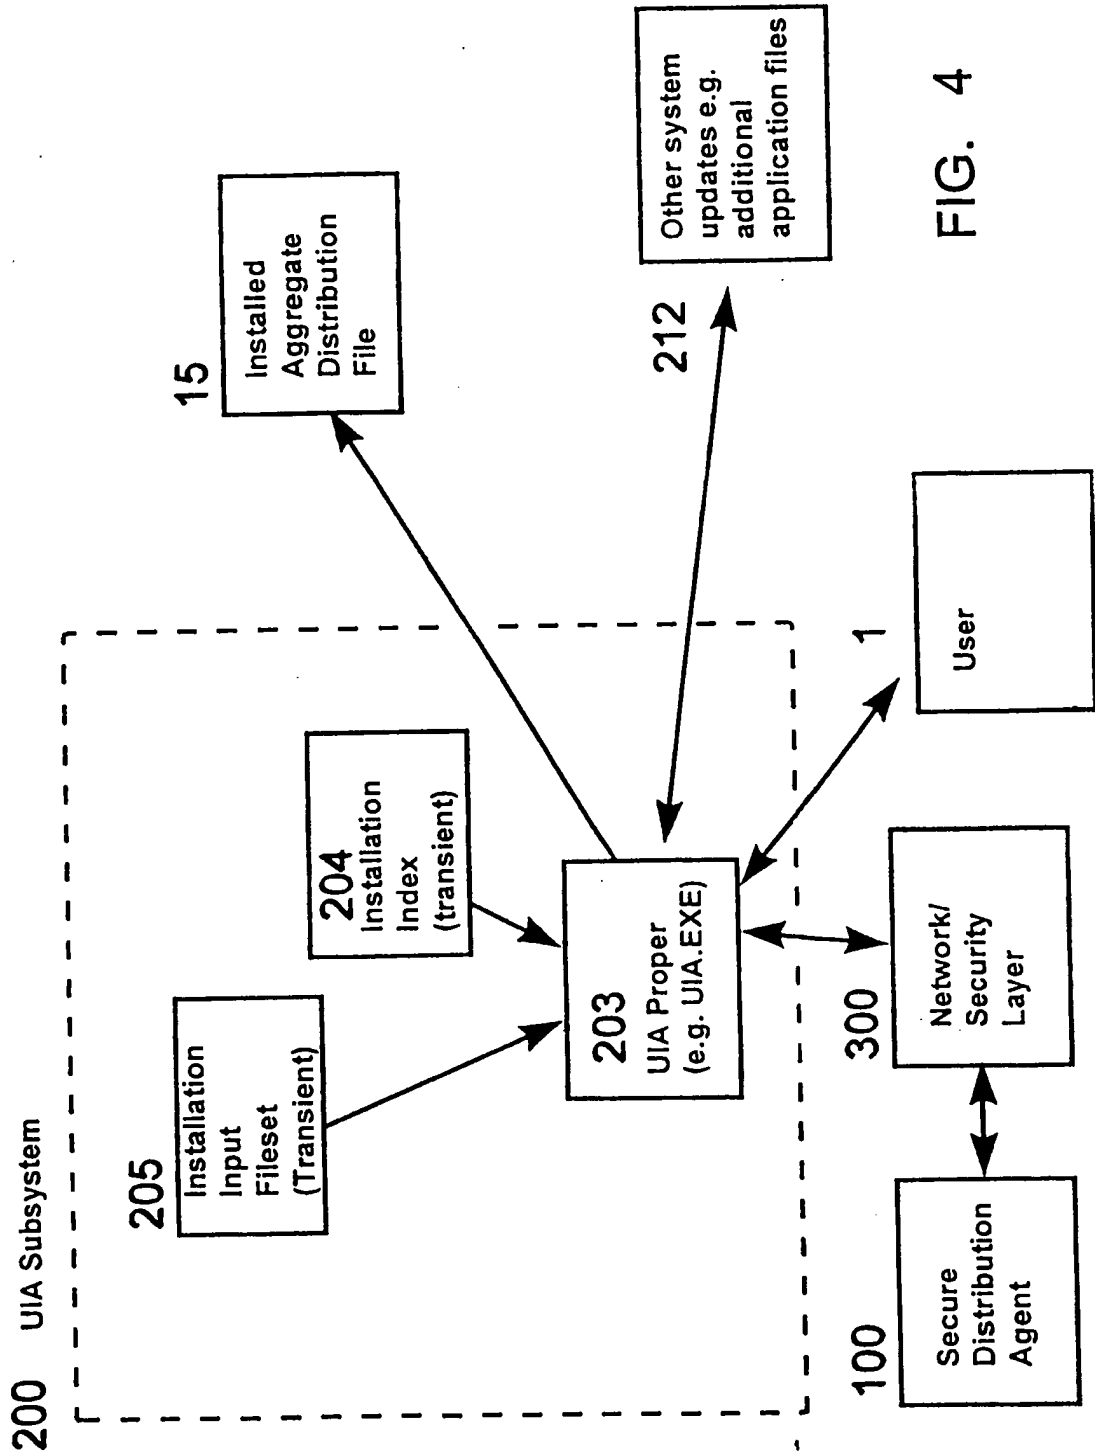 200 UIA Subsystem
205
Installation
Input
Fileset
(Transient)
204
Installation
Index
(transient)
203
UIA Proper
(e.g. UIA.EXE)
15
Installed
Aggregate
Distribution
File
212
Other system
updates e.g.
additional
application files
100
Secure
Distribution
Agent
300
Network/
Security
Layer
1
User
FIG. 4